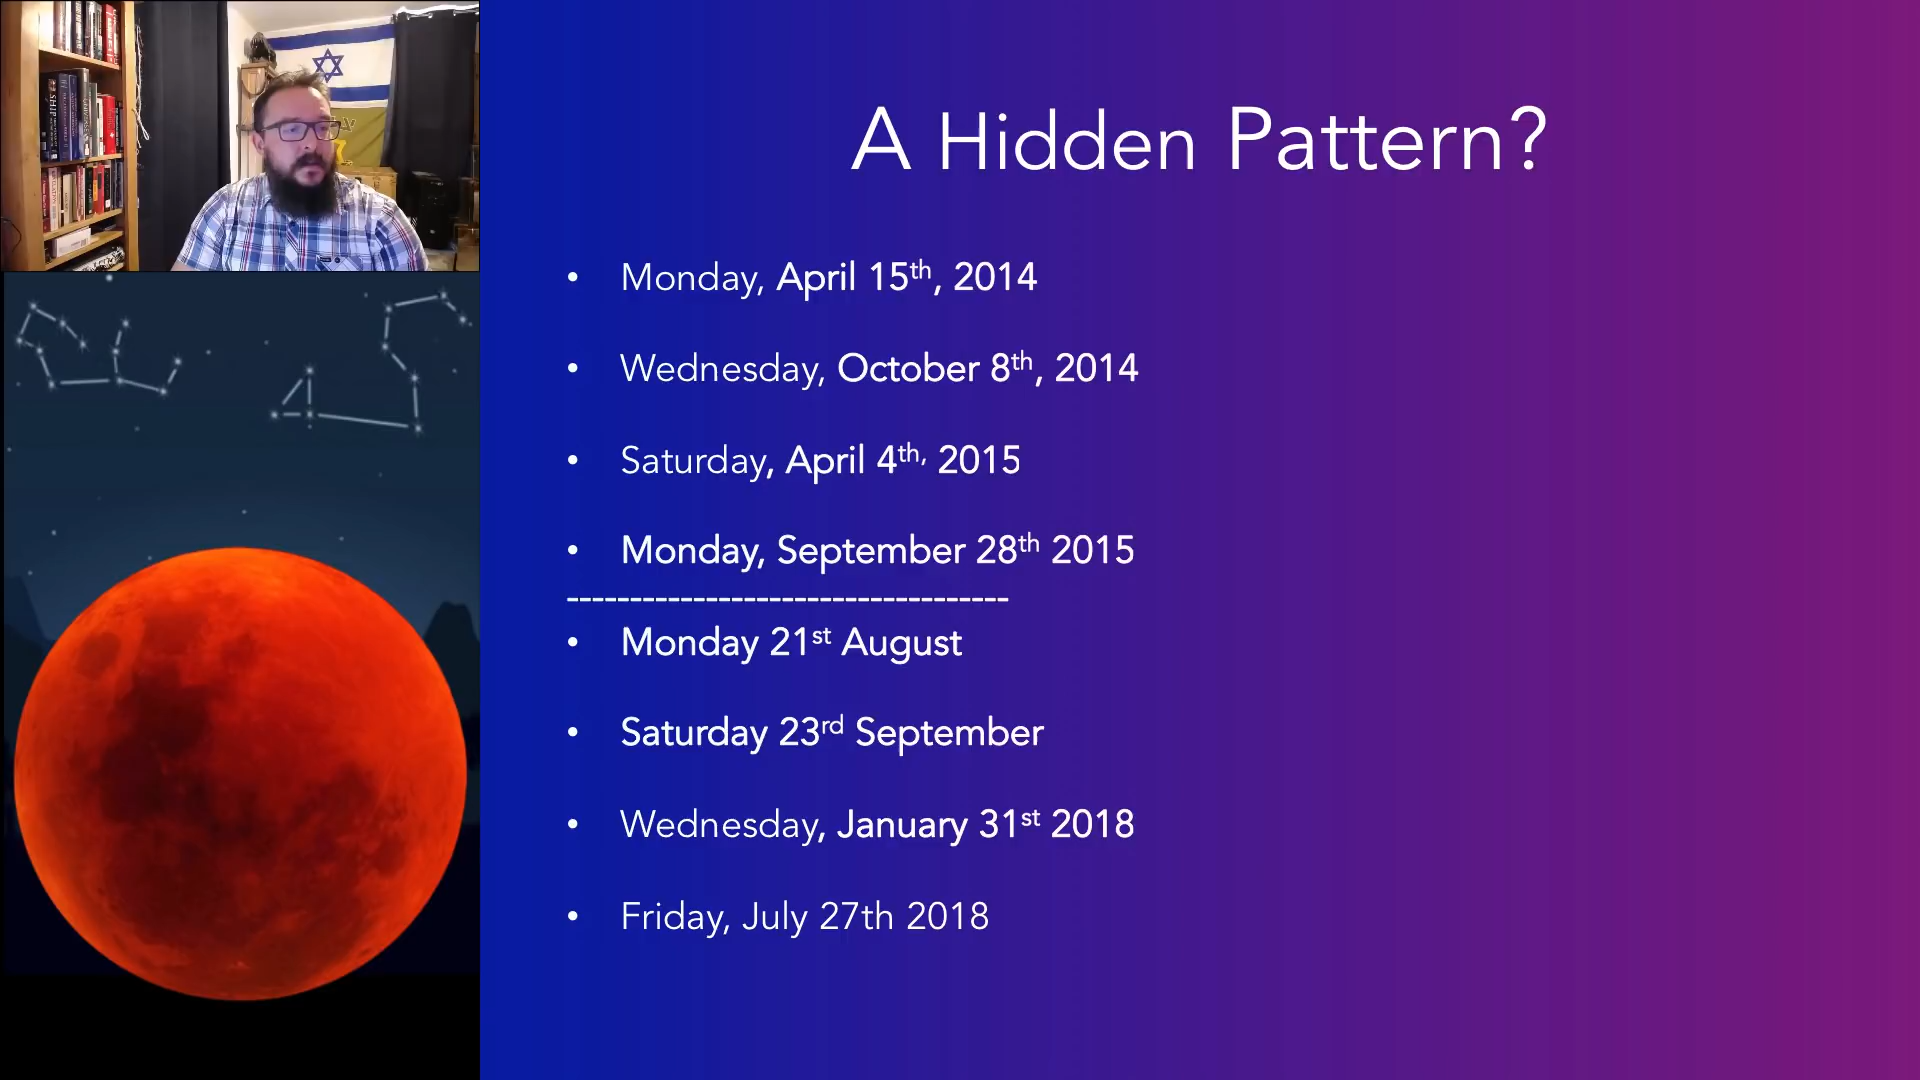 A Hidden Pattern?
• Monday, April 15th, 2014
• Wednesday, October 8th, 2014
• Saturday, April 4th, 2015
• Monday, September 28th 2015
-----------------------------------
• Monday 21st August
• Saturday 23rd September
• Wednesday, January 31st 2018
• Friday, July 27th 2018